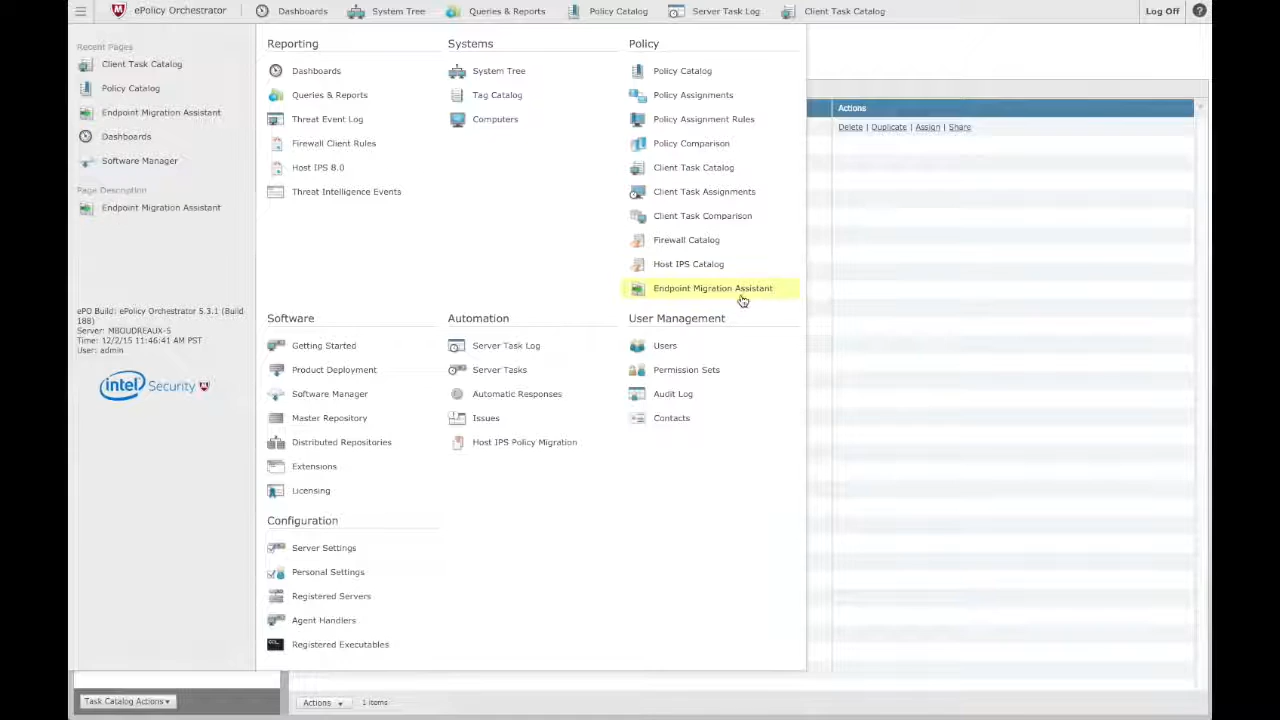 ePolicy Orchestrator
Dashboards
System Tree
Queries & Reports
Policy Catalog
Server Task Log
Client Task Catalog
Log Off
?
Recent Pages
Client Task Catalog
Policy Catalog
Endpoint Migration Assistant
Dashboards
Software Manager
Page Description
Endpoint Migration Assistant
ePO Build: ePolicy Orchestrator 5.3.1 (Build
188)
Server: MBOUDREAUX-S
Time: 12/2/15 11:46:41 AM PST
User: admin
intel Security
Reporting
Dashboards
Queries & Reports
Threat Event Log
Firewall Client Rules
Host IPS 8.0
Threat Intelligence Events
Systems
System Tree
Tag Catalog
Computers
Policy
Policy Catalog
Policy Assignments
Policy Assignment Rules
Policy Comparison
Client Task Catalog
Client Task Assignments
Client Task Comparison
Firewall Catalog
Host IPS Catalog
Endpoint Migration Assistant
Software
Getting Started
Product Deployment
Software Manager
Master Repository
Distributed Repositories
Extensions
Licensing
Automation
Server Task Log
Server Tasks
Automatic Responses
Issues
Host IPS Policy Migration
User Management
Users
Permission Sets
Audit Log
Contacts
Configuration
Server Settings
Personal Settings
Registered Servers
Agent Handlers
Registered Executables
Actions
Delete | Duplicate | Assign | Share
Task Catalog Actions
Actions
1 items